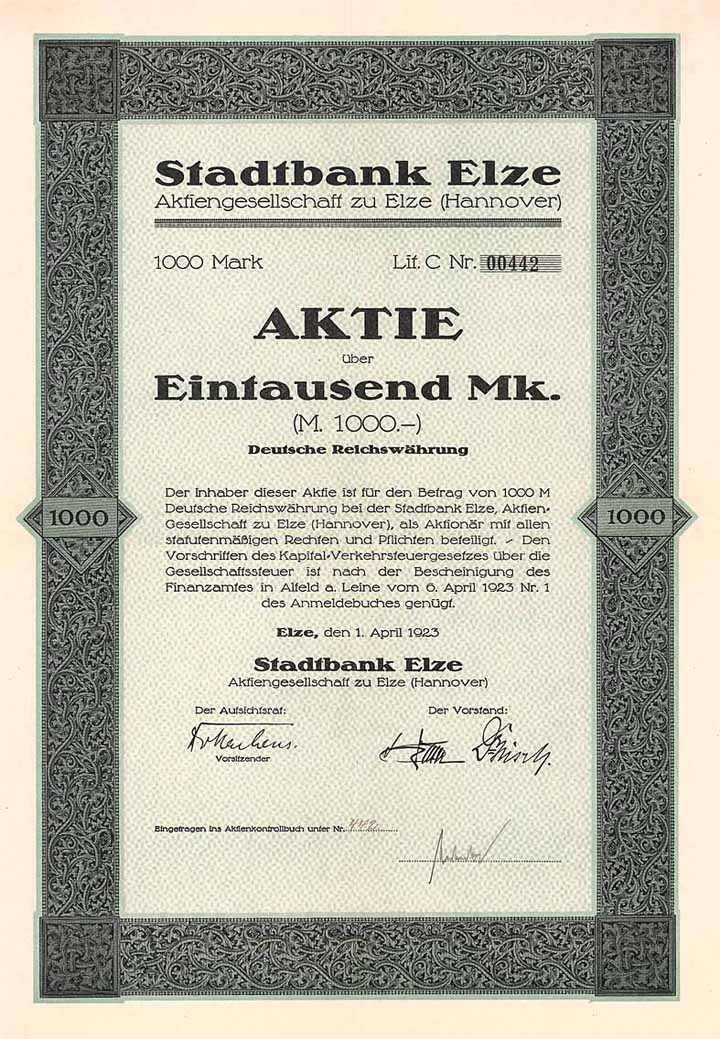 Stadtbank Elze
Aktiengesellschaft zu Elze (Hannover)
1000 Mark Lit. C Nr. 00442
AKTIE
über
Eintausend Mk.
(M. 1000.–)
Deutsche Reichswährung
Der Inhaber dieser Aktie ist für den Betrag von 1000 M
Deutsche Reichswährung bei der Stadtbank Elze, Aktien-
Gesellschaft zu Elze (Hannover), als Aktionär mit allen
statutenmäßigen Rechten und Pflichten beteiligt. – Den
Vorschriften des Kapital-Verkehrsteuergesetzes über die
Gesellschaftssteuer ist nach der Bescheinigung des
Finanzamtes in Alfeld a. Leine vom 6. April 1923 Nr. 1
des Anmeldebuches genügt.
1000
1000
Elze, den 1. April 1923
Stadtbank Elze
Aktiengesellschaft zu Elze (Hannover)
Der Aufsichtsrat: Der Vorstand:
Vorsitzender
Eingetragen ins Aktienkontrollbuch unter Nr. 442